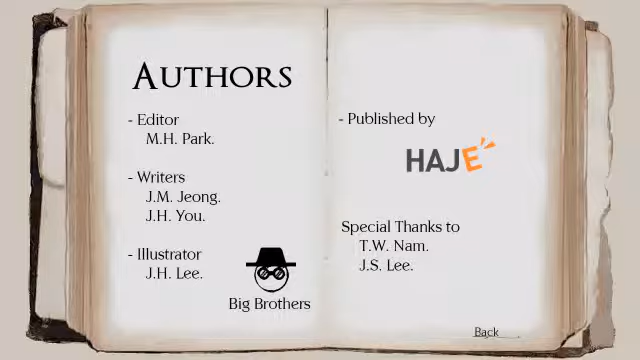 AUTHORS
- Editor
M.H. Park.
- Writers
J.M. Jeong.
J.H. You.
- Illustrator
J.H. Lee.
Big Brothers
- Published by
HAJE
Special Thanks to
T.W. Nam.
J.S. Lee.
Back